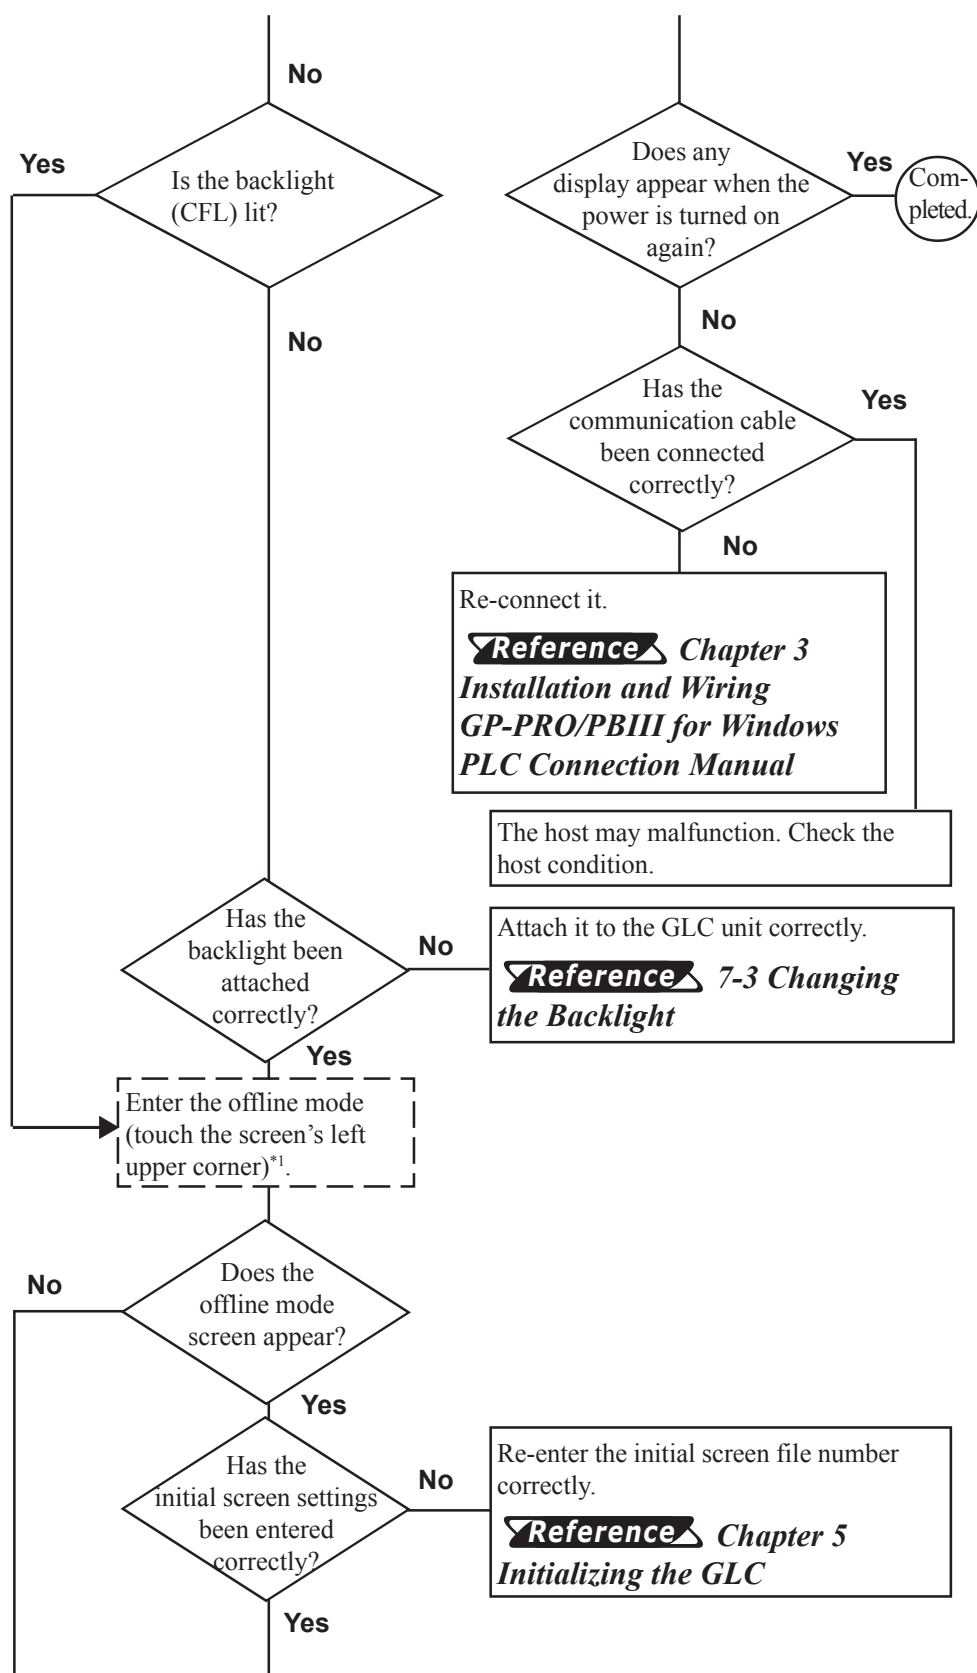 No
Yes
Is the backlight
(CFL) lit?
No
Does any
display appear when the
power is turned on
again?
Yes
Com-
pleted.
No
Has the
communication cable
been connected
correctly?
Yes
No
Re-connect it.
Reference Chapter 3
Installation and Wiring
GP-PRO/PBIII for Windows
PLC Connection Manual
The host may malfunction. Check the
host condition.
Has the
backlight been
attached
correctly?
No
Attach it to the GLC unit correctly.
Reference 7-3 Changing
the Backlight
Yes
Enter the offline mode
(touch the screen’s left
upper corner)*1.
Does the
offline mode
screen appear?
No
Yes
Has the
initial screen settings
been entered
correctly?
No
Re-enter the initial screen file number
correctly.
Reference Chapter 5
Initializing the GLC
Yes